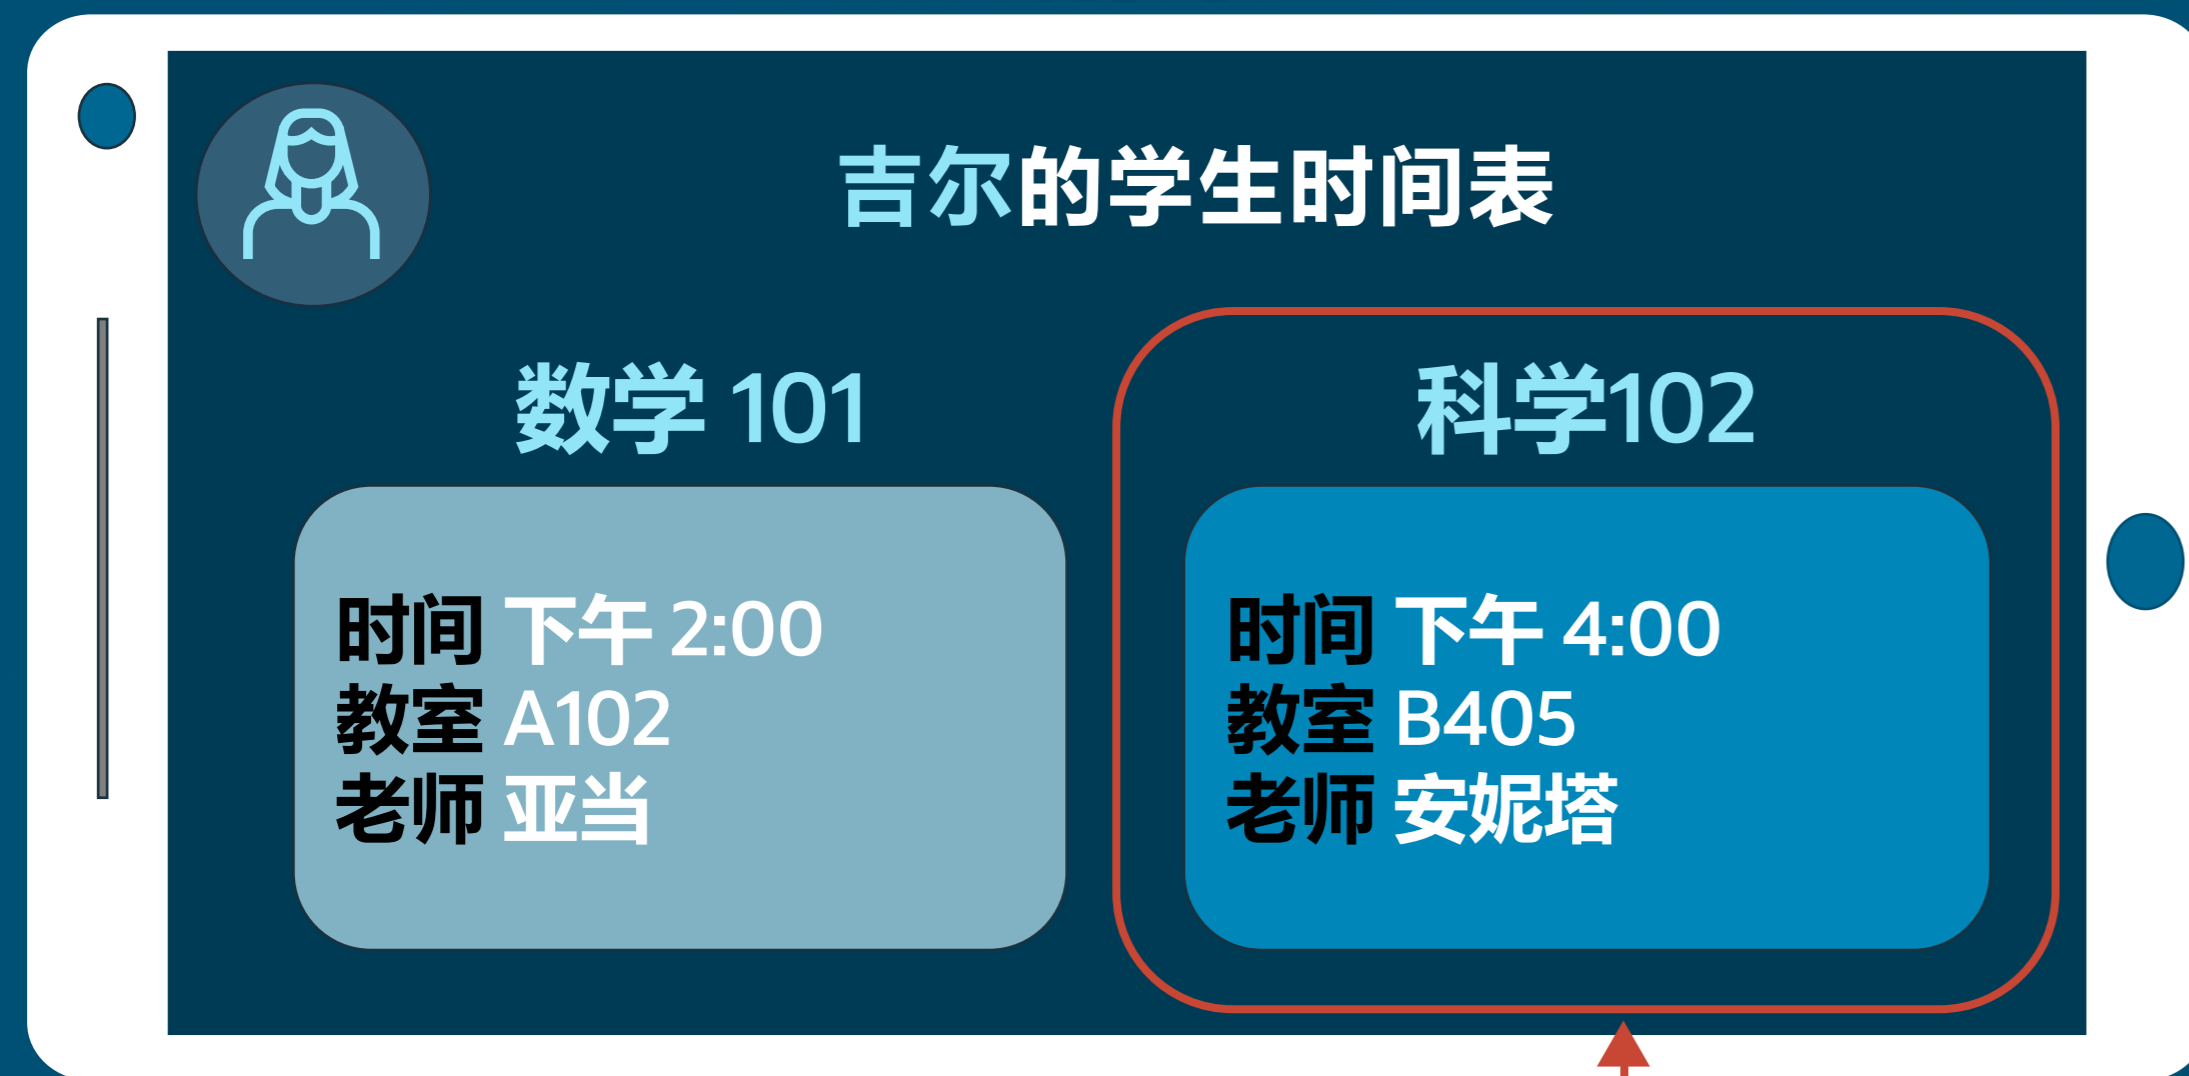 吉尔的学生时间表
数学 101
时间 下午 2:00
教室 A102
老师 亚当
科学102
时间 下午 4:00
教室 B405
老师 安妮塔